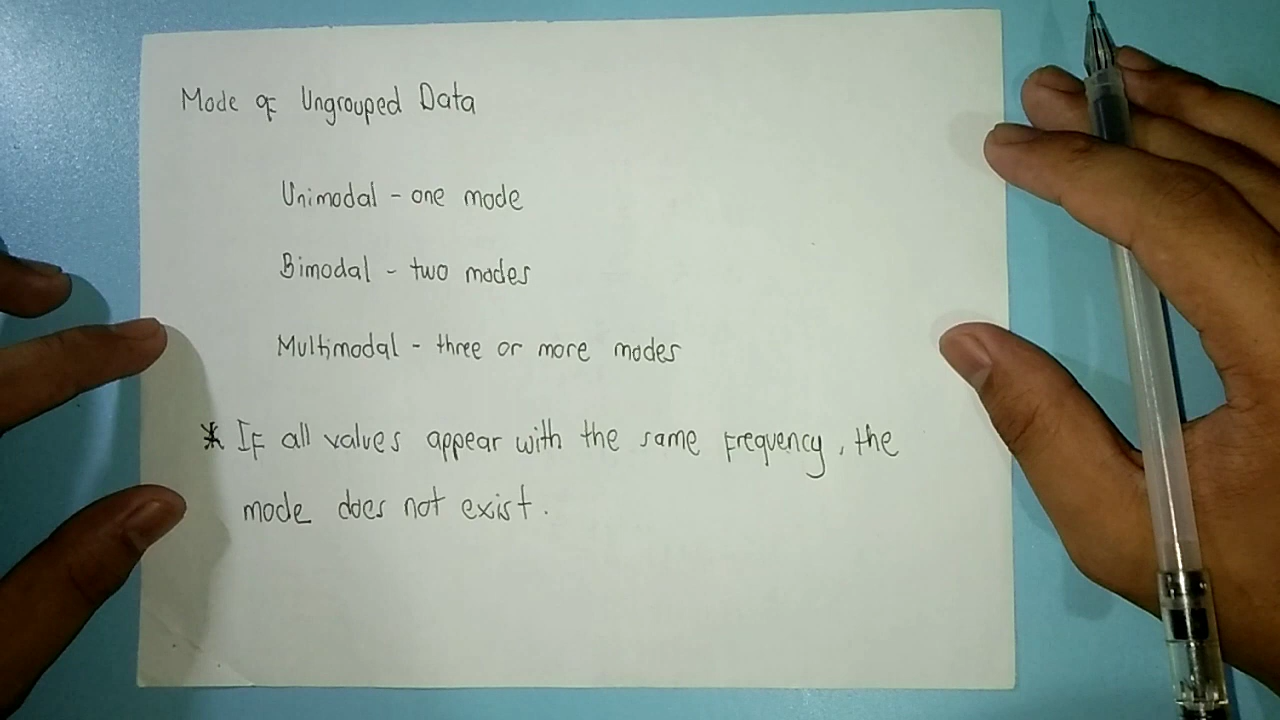 Mode of Ungrouped Data
Unimodal - one mode
Bimodal - two modes
Multimodal - three or more modes
* If all values appear with the same frequency, the
mode does not exist.